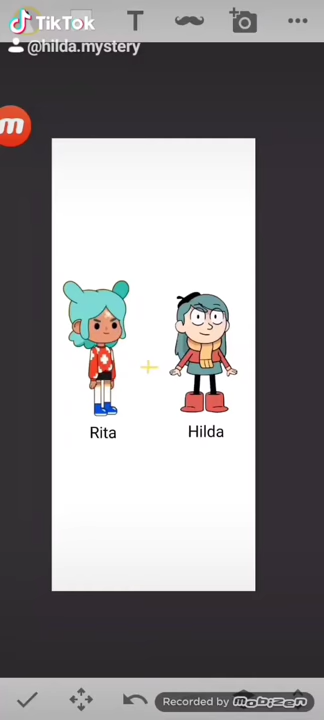 TikTok
@hilda.mystery
T
Rita
Hilda
Recorded by mobizen